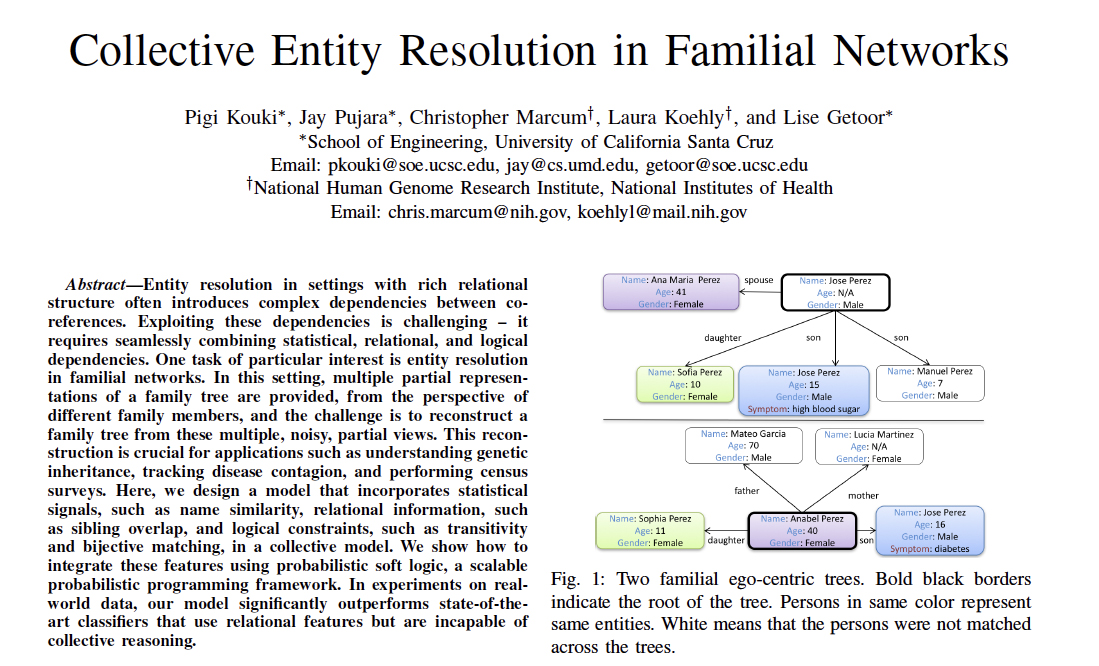 Collective Entity Resolution in Familial Networks
Pigi Kouki*, Jay Pujara*, Christopher Marcum†, Laura Koehly†, and Lise Getoor*
*School of Engineering, University of California Santa Cruz
Email: pkouki@soe.ucsc.edu, jay@cs.umd.edu, getoor@soe.ucsc.edu
†National Human Genome Research Institute, National Institutes of Health
Email: chris.marcum@nih.gov, koehlyl@mail.nih.gov
Abstract—Entity resolution in settings with rich relational
structure often introduces complex dependencies between co-
references. Exploiting these dependencies is challenging – it
requires seamlessly combining statistical, relational, and logical
dependencies. One task of particular interest is entity resolution
in familial networks. In this setting, multiple partial represen-
tations of a family tree are provided, from the perspective of
different family members, and the challenge is to reconstruct a
family tree from these multiple, noisy, partial views. This recon-
struction is crucial for applications such as understanding genetic
inheritance, tracking disease contagion, and performing census
surveys. Here, we design a model that incorporates statistical
signals, such as name similarity, relational information, such
as sibling overlap, and logical constraints, such as transitivity
and bijective matching, in a collective model. We show how to
integrate these features using probabilistic soft logic, a scalable
probabilistic programming framework. In experiments on real-
world data, our model significantly outperforms state-of-the-
art classifiers that use relational features but are incapable of
collective reasoning.
Name: Ana Maria Perez
Age: 41
Gender: Female
spouse
Name: Jose Perez
Age: N/A
Gender: Male
daughter
son
son
Name: Sofia Perez
Age: 10
Gender: Female
Name: Jose Perez
Age: 15
Gender: Male
Symptom: high blood sugar
Name: Manuel Perez
Age: 7
Gender: Male
Name: Mateo Garcia
Age: 70
Gender: Male
Name: Lucia Martinez
Age: N/A
Gender: Female
father
mother
Name: Sophia Perez
Age: 11
Gender: Female
daughter
Name: Anabel Perez
Age: 40
Gender: Female
son
Name: Jose Perez
Age: 16
Gender: Male
Symptom: diabetes
Fig. 1: Two familial ego-centric trees. Bold black borders
indicate the root of the tree. Persons in same color represent
same entities. White means that the persons were not matched
across the trees.